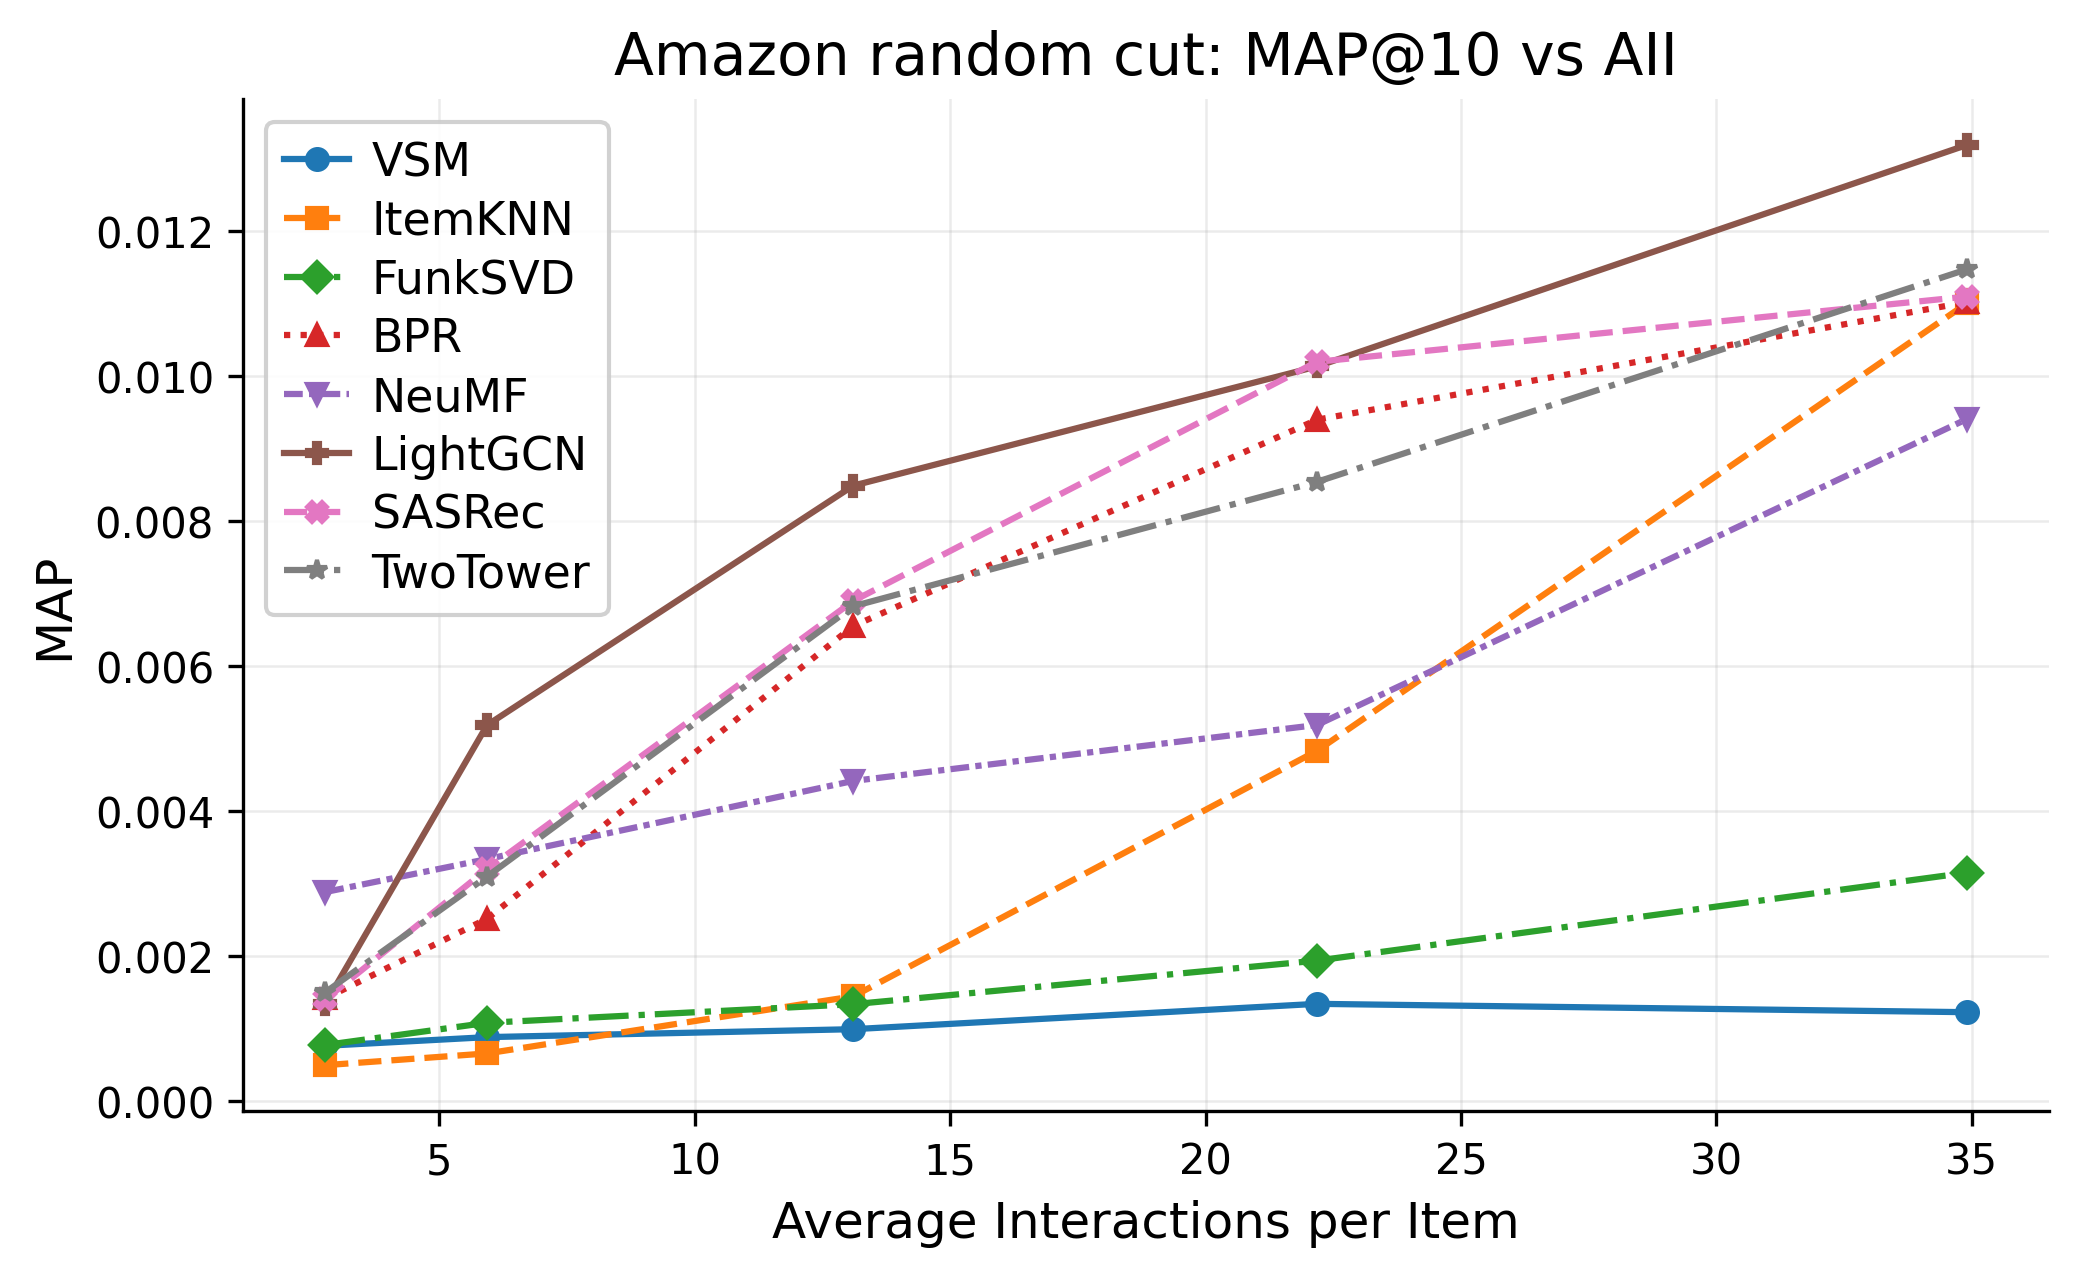 Amazon random cut: MAP@10 vs AII
VSM
ItemKNN
FunkSVD
BPR
NeuMF
LightGCN
SASRec
TwoTower
MAP
0.012
0.010
0.008
0.006
0.004
0.002
0.000
5 10 15 20 25 30 35
Average Interactions per Item